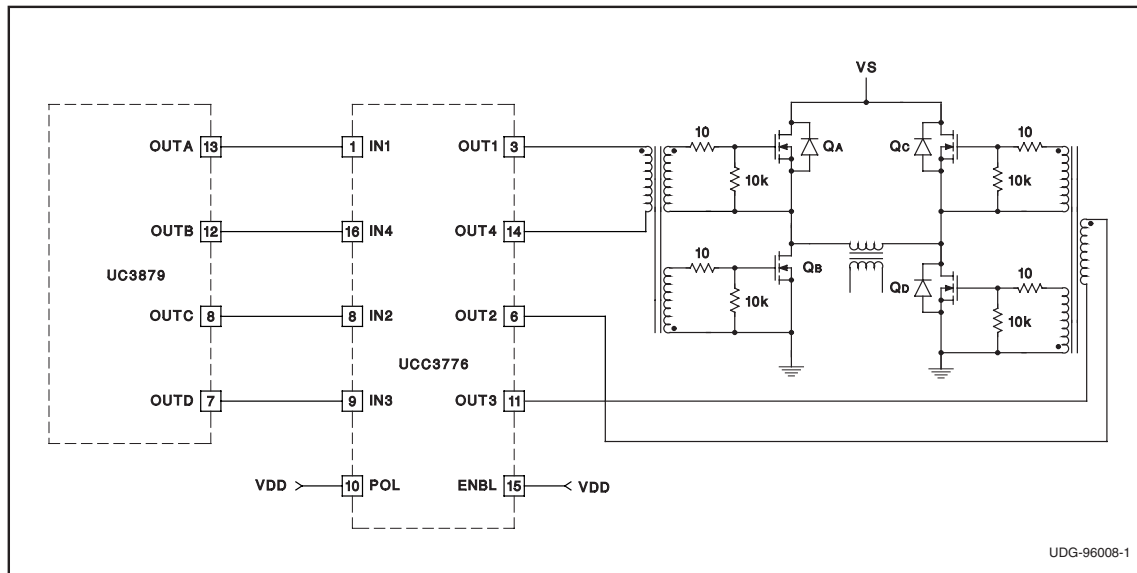 VS
OUTA 13 1 IN1 OUT1 3 10 QA QC 10
10k 10k
OUTB 12 16 IN4 OUT4 14
UC3879 10 QB QD 10
OUTC 8 8 IN2 OUT2 6 10k 10k
UCC3776
OUTD 7 9 IN3 OUT3 11
VDD 10 POL ENBL 15 VDD
UDG-96008-1